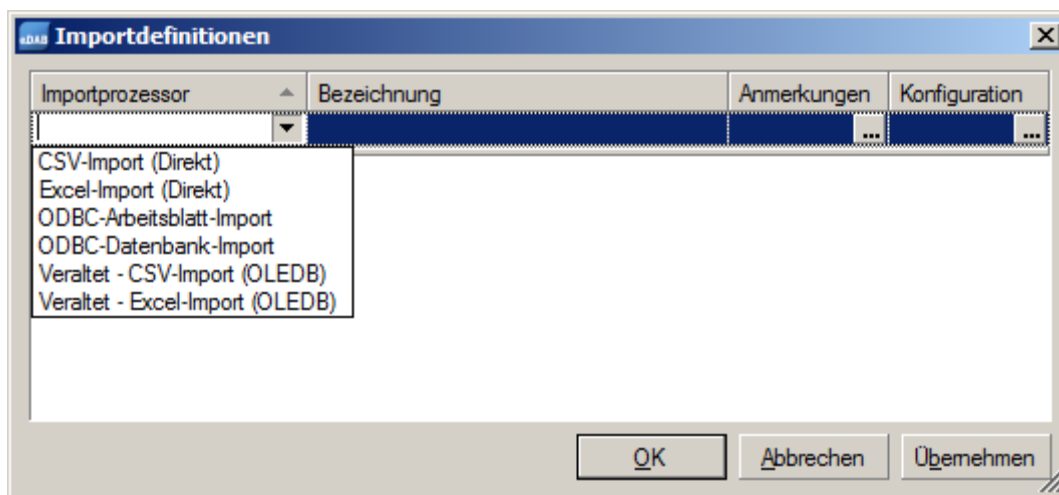 eDAB Importdefinitionen
Importprozessor Bezeichnung Anmerkungen Konfiguration
... ...
CSV-Import (Direkt)
Excel-Import (Direkt)
ODBC-Arbeitsblatt-Import
ODBC-Datenbank-Import
Veraltet - CSV-Import (OLEDB)
Veraltet - Excel-Import (OLEDB)
OK Abbrechen Übernehmen